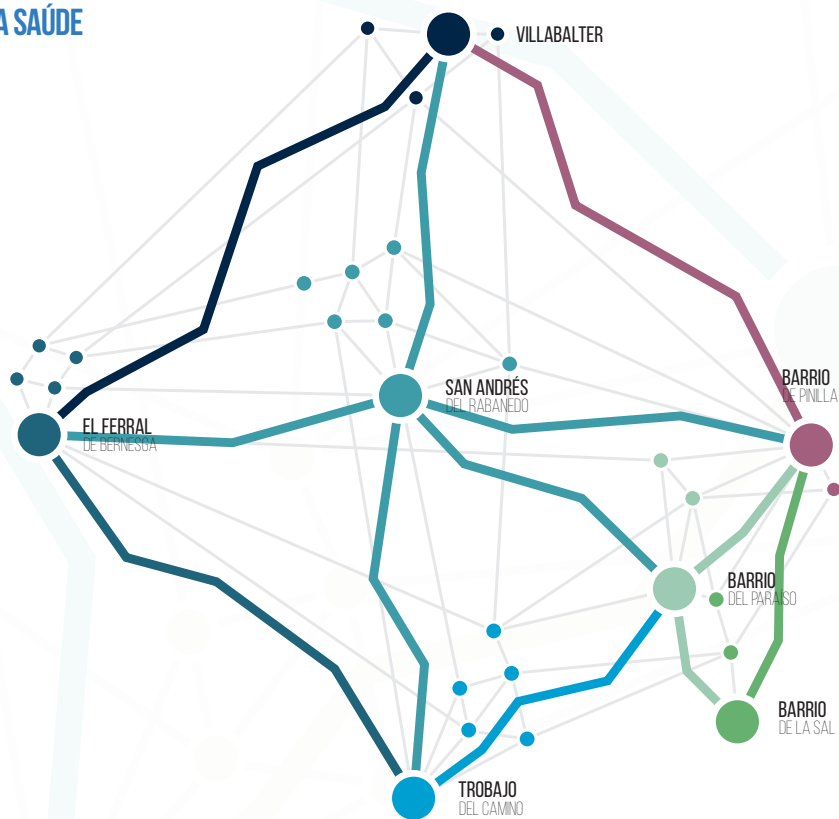 A SAÚDE
VILLABALTER
SAN ANDRÉS
DEL RABANEDO
BARRIO
DE PINILLA
EL FERRAL
DE BERNESGA
BARRIO
DEL PARAÍSO
BARRIO
DE LA SAL
TROBAJO
DEL CAMINO